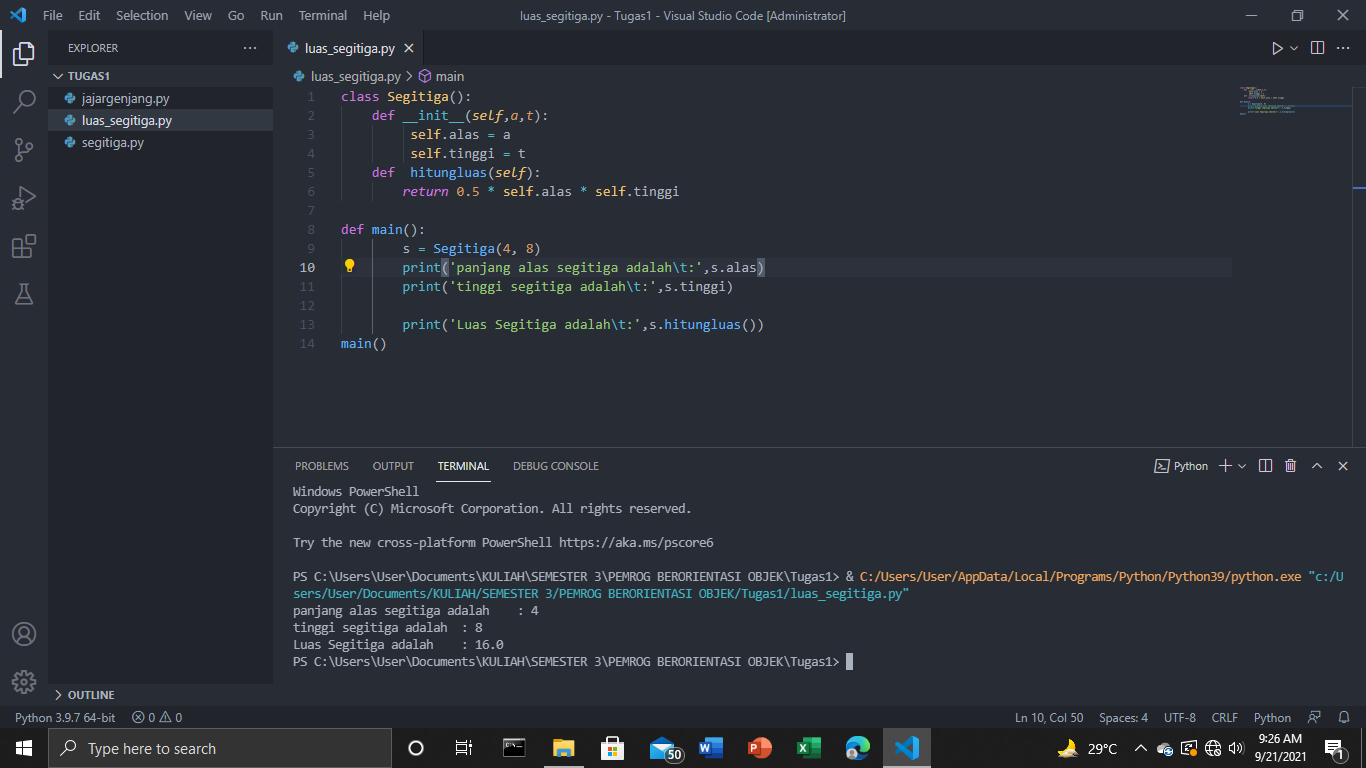 File Edit Selection View Go Run Terminal Help
luas_segitiga.py - Tugas1 - Visual Studio Code [Administrator]
EXPLORER
TUGAS1
jajargenjang.py
luas_segitiga.py
segitiga.py
OUTLINE
luas_segitiga.py
luas_segitiga.py > main
1 class Segitiga():
2     def __init__(self,a,t):
3          self.alas = a
4          self.tinggi = t
5     def  hitungluas(self):
6         return 0.5 * self.alas * self.tinggi
7
8 def main():
9         s = Segitiga(4, 8)
10         print('panjang alas segitiga adalah\t:',s.alas)
11         print('tinggi segitiga adalah\t:',s.tinggi)
12
13         print('Luas Segitiga adalah\t:',s.hitungluas())
14 main()
PROBLEMS OUTPUT TERMINAL DEBUG CONSOLE
Python
Windows PowerShell
Copyright (C) Microsoft Corporation. All rights reserved.
Try the new cross-platform PowerShell https://aka.ms/pscore6
PS C:\Users\User\Documents\KULIAH\SEMESTER 3\PEMROG BERORIENTASI OBJEK\Tugas1> & C:/Users/User/AppData/Local/Programs/Python/Python39/python.exe "c:/U
sers/User/Documents/KULIAH/SEMESTER 3/PEMROG BERORIENTASI OBJEK/Tugas1/luas_segitiga.py"
panjang alas segitiga adalah    : 4
tinggi segitiga adalah  : 8
Luas Segitiga adalah    : 16.0
PS C:\Users\User\Documents\KULIAH\SEMESTER 3\PEMROG BERORIENTASI OBJEK\Tugas1>
Python 3.9.7 64-bit 0 0
Ln 10, Col 50 Spaces: 4 UTF-8 CRLF Python
Type here to search
50
29°C
9:26 AM
9/21/2021
1